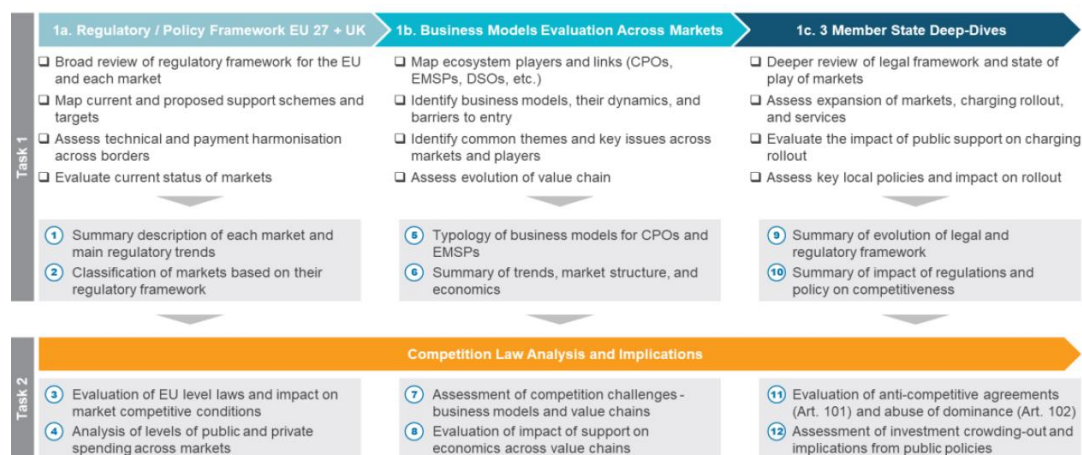 1a. Regulatory / Policy Framework EU 27 + UK
1b. Business Models Evaluation Across Markets
1c. 3 Member State Deep-Dives
Task 1
❑ Broad review of regulatory framework for the EU
and each market
❑ Map current and proposed support schemes and
targets
❑ Assess technical and payment harmonisation
across borders
❑ Evaluate current status of markets
❑ Map ecosystem players and links (CPOs,
EMSPs, DSOs, etc.)
❑ Identify business models, their dynamics, and
barriers to entry
❑ Identify common themes and key issues across
markets and players
❑ Assess evolution of value chain
❑ Deeper review of legal framework and state of
play of markets
❑ Assess expansion of markets, charging rollout,
and services
❑ Evaluate the impact of public support on charging
rollout
❑ Assess key local policies and impact on rollout
1 Summary description of each market and
main regulatory trends
2 Classification of markets based on their
regulatory framework
5 Typology of business models for CPOs and
EMSPs
6 Summary of trends, market structure, and
economics
9 Summary of evolution of legal and
regulatory framework
10 Summary of impact of regulations and
policy on competitiveness
Task 2
Competition Law Analysis and Implications
3 Evaluation of EU level laws and impact on
market competitive conditions
4 Analysis of levels of public and private
spending across markets
7 Assessment of competition challenges -
business models and value chains
8 Evaluation of impact of support on
economics across value chains
11 Evaluation of anti-competitive agreements
(Art. 101) and abuse of dominance (Art. 102)
12 Assessment of investment crowding-out and
implications from public policies